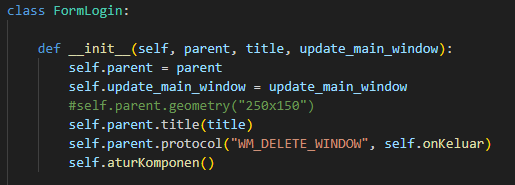 class FormLogin:
    def __init__(self, parent, title, update_main_window):
        self.parent = parent
        self.update_main_window = update_main_window
        #self.parent.geometry("250x150")
        self.parent.title(title)
        self.parent.protocol("WM_DELETE_WINDOW", self.onKeluar)
        self.aturKomponen()